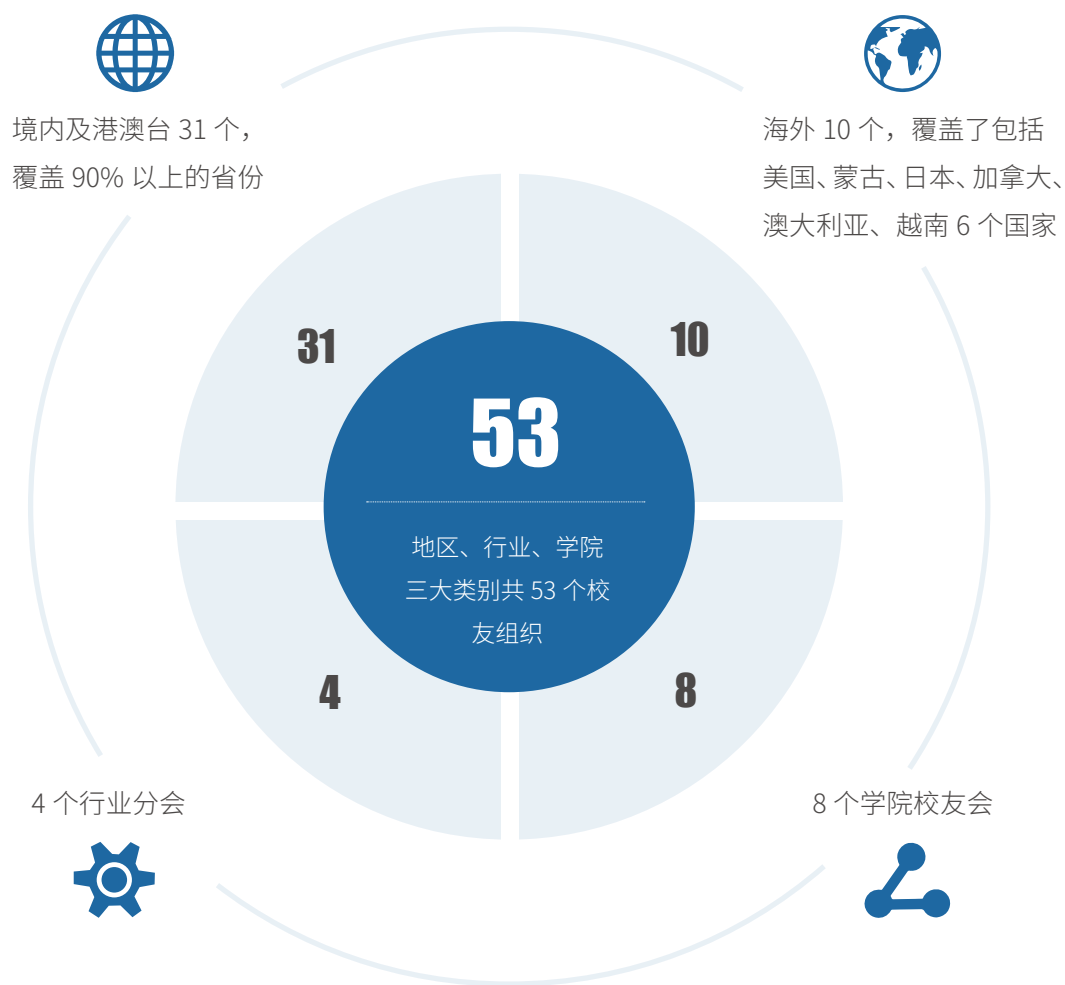 境内及港澳台 31 个，
覆盖 90% 以上的省份
海外 10 个，覆盖了包括
美国、蒙古、日本、加拿大、
澳大利亚、越南 6 个国家
31
10
53
地区、行业、学院
三大类别共 53 个校
友组织
4
8
4 个行业分会
8 个学院校友会